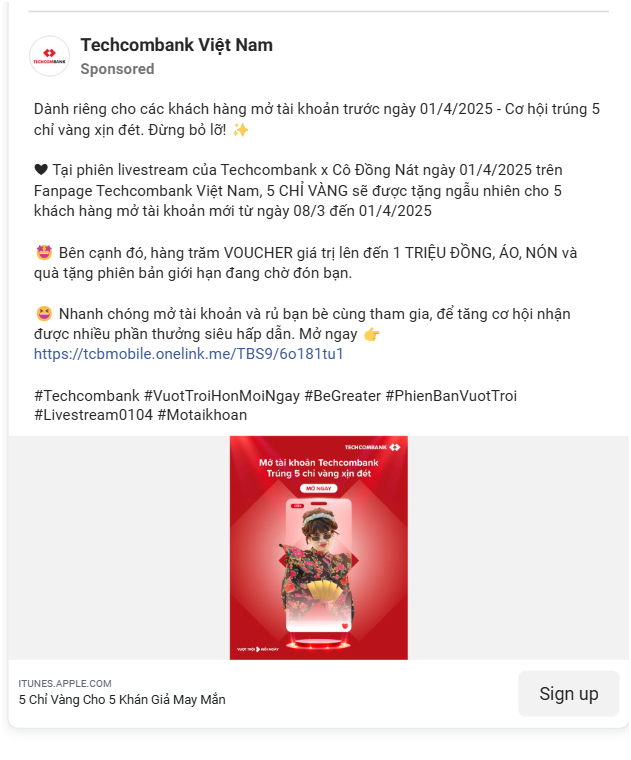 Techcombank Việt Nam
TECHCOMBANK
Sponsored
Dành riêng cho các khách hàng mở tài khoản trước ngày 01/4/2025 - Cơ hội trúng 5
chỉ vàng xịn đét. Đừng bỏ lỡ! ✨
🖤 Tại phiên livestream của Techcombank x Cô Đồng Nát ngày 01/4/2025 trên
Fanpage Techcombank Việt Nam, 5 CHỈ VÀNG sẽ được tặng ngẫu nhiên cho 5
khách hàng mở tài khoản mới từ ngày 08/3 đến 01/4/2025
🤩 Bên cạnh đó, hàng trăm VOUCHER giá trị lên đến 1 TRIỆU ĐỒNG, ÁO, NÓN và
quà tặng phiên bản giới hạn đang chờ đón bạn.
😆 Nhanh chóng mở tài khoản và rủ bạn bè cùng tham gia, để tăng cơ hội nhận
được nhiều phần thưởng siêu hấp dẫn. Mở ngay 👉
https://tcbmobile.onelink.me/TBS9/6o181tu1
#Techcombank #VuotTroiHonMoiNgay #BeGreater #PhienBanVuotTroi
#Livestream0104 #Motaikhoan
TECHCOMBANK
Mở tài khoản Techcombank
Trúng 5 chỉ vàng xịn đét
MỞ NGAY
VƯỢT TRỘI MỖI NGÀY
ITUNES.APPLE.COM
5 Chỉ Vàng Cho 5 Khán Giả May Mắn
Sign up